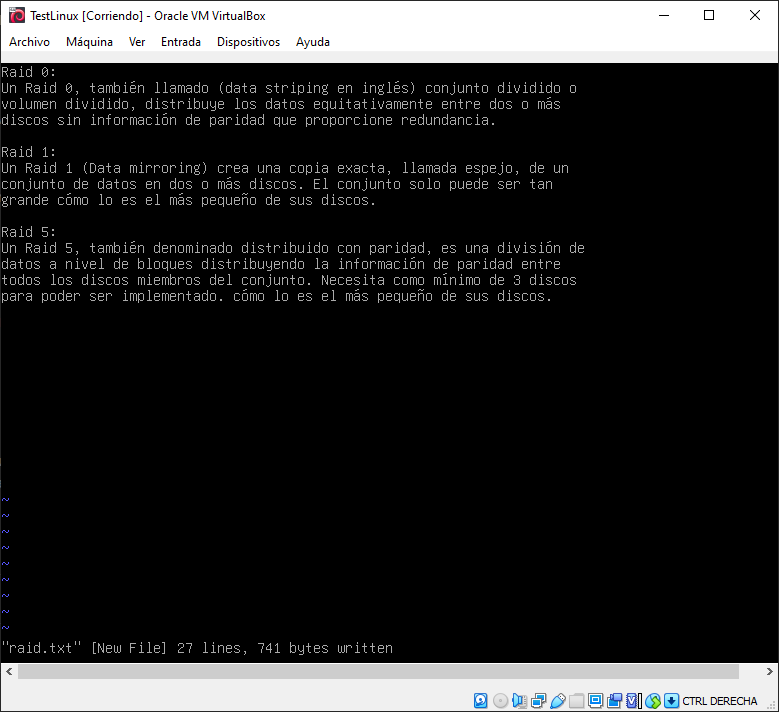 TestLinux [Corriendo] - Oracle VM VirtualBox
Archivo Máquina Ver Entrada Dispositivos Ayuda
Raid 0:
Un Raid 0, también llamado (data striping en inglés) conjunto dividido o
volumen dividido, distribuye los datos equitativamente entre dos o más
discos sin información de paridad que proporcione redundancia.
Raid 1:
Un Raid 1 (Data mirroring) crea una copia exacta, llamada espejo, de un
conjunto de datos en dos o más discos. El conjunto solo puede ser tan
grande cómo lo es el más pequeño de sus discos.
Raid 5:
Un Raid 5, también denominado distribuido con paridad, es una división de
datos a nivel de bloques distribuyendo la información de paridad entre
todos los discos miembros del conjunto. Necesita como mínimo de 3 discos
para poder ser implementado. cómo lo es el más pequeño de sus discos.
~
~
~
~
~
~
~
~
~
"raid.txt" [New File] 27 lines, 741 bytes written
CTRL DERECHA